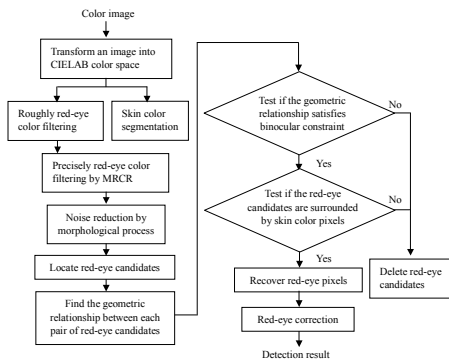 Color image
Transform an image into
CIELAB color space
Roughly red-eye
color filtering
Skin color
segmentation
Precisely red-eye color
filtering by MRCR
Noise reduction by
morphological process
Locate red-eye candidates
Find the geometric
relationship between each
pair of red-eye candidates
Test if the geometric
relationship satisfies
binocular constraint
No
Yes
Test if the red-eye
candidates are surrounded
by skin color pixels
No
Yes
Recover red-eye pixels
Delete red-eye
candidates
Red-eye correction
Detection result